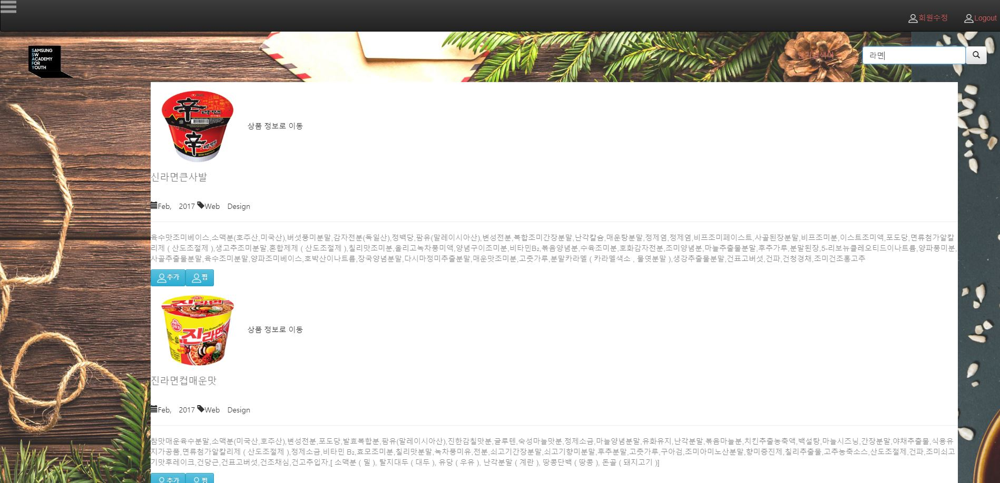 회원수정 Logout
SAMSUNG
SW
ACADEMY
FOR
YOUTH
인기검색어 라면
辛라면
辛라면
SHIN RAMYUN
상품 정보로 이동
신라면큰사발
Feb, 2017 Web Design
육수맛조미베이스,소맥분(호주산,미국산),버섯풍미분말,감자전분(독일산),정백당,팜유(말레이시아산),변성전분,복합조미간장분말,난각칼슘,매운탕분말,정제염,정제염,비프조미페이스트,사골된장분말,비프조미분,이스트조미액,포도당,면류첨가알칼
리제 ( 산도조절제 ),생고추조미분말,혼합제제 ( 산도조절제 ),칠리맛조미분,올리고녹차풍미액,양념구이조미분,비타민B₂,볶음양념분,수육조미분,호화감자전분,조미양념분,마늘추출물분말,후추가루,분말된장,5-리보뉴클레오티드이나트륨,양파풍미분,
사골추출물분말,육수조미분말,양파조미베이스,호박산이나트륨,장국양념분말,다시마정미추출분말,매운맛조미분,고춧가루,분말카라멜 ( 카라멜색소 , 물엿분말 ),생강추출물분말,건표고버섯,건파,건청경채,조미건조홍고추
추가 찜
진라면
진라면
상품 정보로 이동
진라면컵매운맛
Feb, 2017 Web Design
참맛매운육수분말,소맥분(미국산,호주산),변성전분,포도당,발효복합분,팜유(말레이시아산),진한감칠맛분,글루텐,숙성마늘맛분,정제소금,마늘양념분말,유화유지,난각분말,볶음마늘분,치킨추출농축액,백설탕,마늘시즈닝,간장분말,야채추출물,식용유
지가공품,면류첨가알칼리제 ( 산도조절제 ),정제소금,비타민 B₂,효모조미분,칠리맛분말,녹차풍미유,전분,쇠고기간장분말,쇠고기향미분말,후추분말,고춧가루,구아검,조미아미노산분말,향미증진제,칠리추출물,고추농축소스,산도조절제,건파,조미쇠고
기맛후레이크,건당근,건표고버섯,건조채심,건고추입자,[ 소맥분 ( 밀 ), 탈지대두 ( 대두 ), 유당 ( 우유 ), 난각분말 ( 계란 ), 땅콩단백 ( 땅콩 ), 돈골 ( 돼지고기 )]
추가 찜